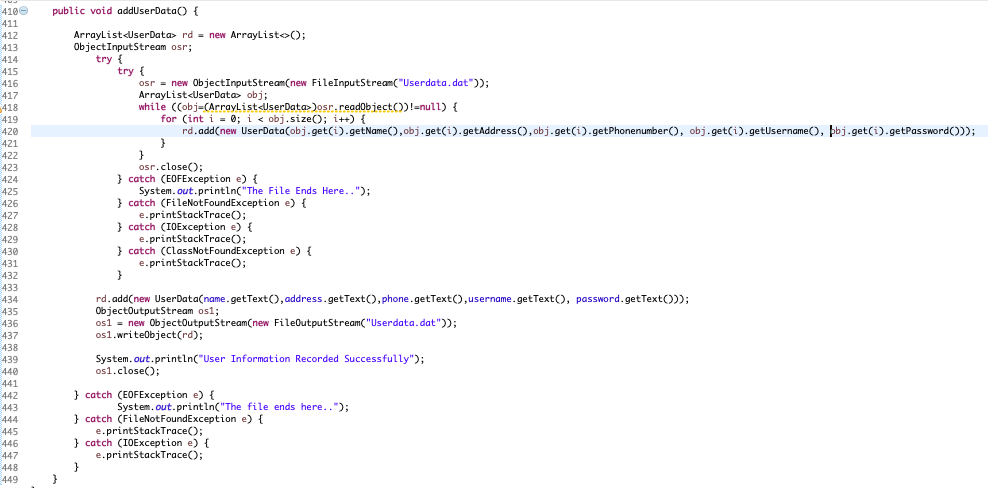 410 public void addUserData() {
411
412 ArrayList<UserData> rd = new ArrayList<>();
413 ObjectInputStream osr;
414 try {
415 try {
416 osr = new ObjectInputStream(new FileInputStream("Userdata.dat"));
417 ArrayList<UserData> obj;
418 while ((obj=(ArrayList<UserData>)osr.readObject())!=null) {
419 for (int i = 0; i < obj.size(); i++) {
420 rd.add(new UserData(obj.get(i).getName(),obj.get(i).getAddress(),obj.get(i).getPhonenumber(), obj.get(i).getUsername(), obj.get(i).getPassword()));
421 }
422 }
423 osr.close();
424 } catch (EOFException e) {
425 System.out.println("The File Ends Here..");
426 } catch (FileNotFoundException e) {
427 e.printStackTrace();
428 } catch (IOException e) {
429 e.printStackTrace();
430 } catch (ClassNotFoundException e) {
431 e.printStackTrace();
432 }
433
434 rd.add(new UserData(name.getText(),address.getText(),phone.getText(),username.getText(), password.getText()));
435 ObjectOutputStream os1;
436 os1 = new ObjectOutputStream(new FileOutputStream("Userdata.dat"));
437 os1.writeObject(rd);
438
439 System.out.println("User Information Recorded Successfully");
440 os1.close();
441
442 } catch (EOFException e) {
443 System.out.println("The file ends here..");
444 } catch (FileNotFoundException e) {
445 e.printStackTrace();
446 } catch (IOException e) {
447 e.printStackTrace();
448 }
449 }